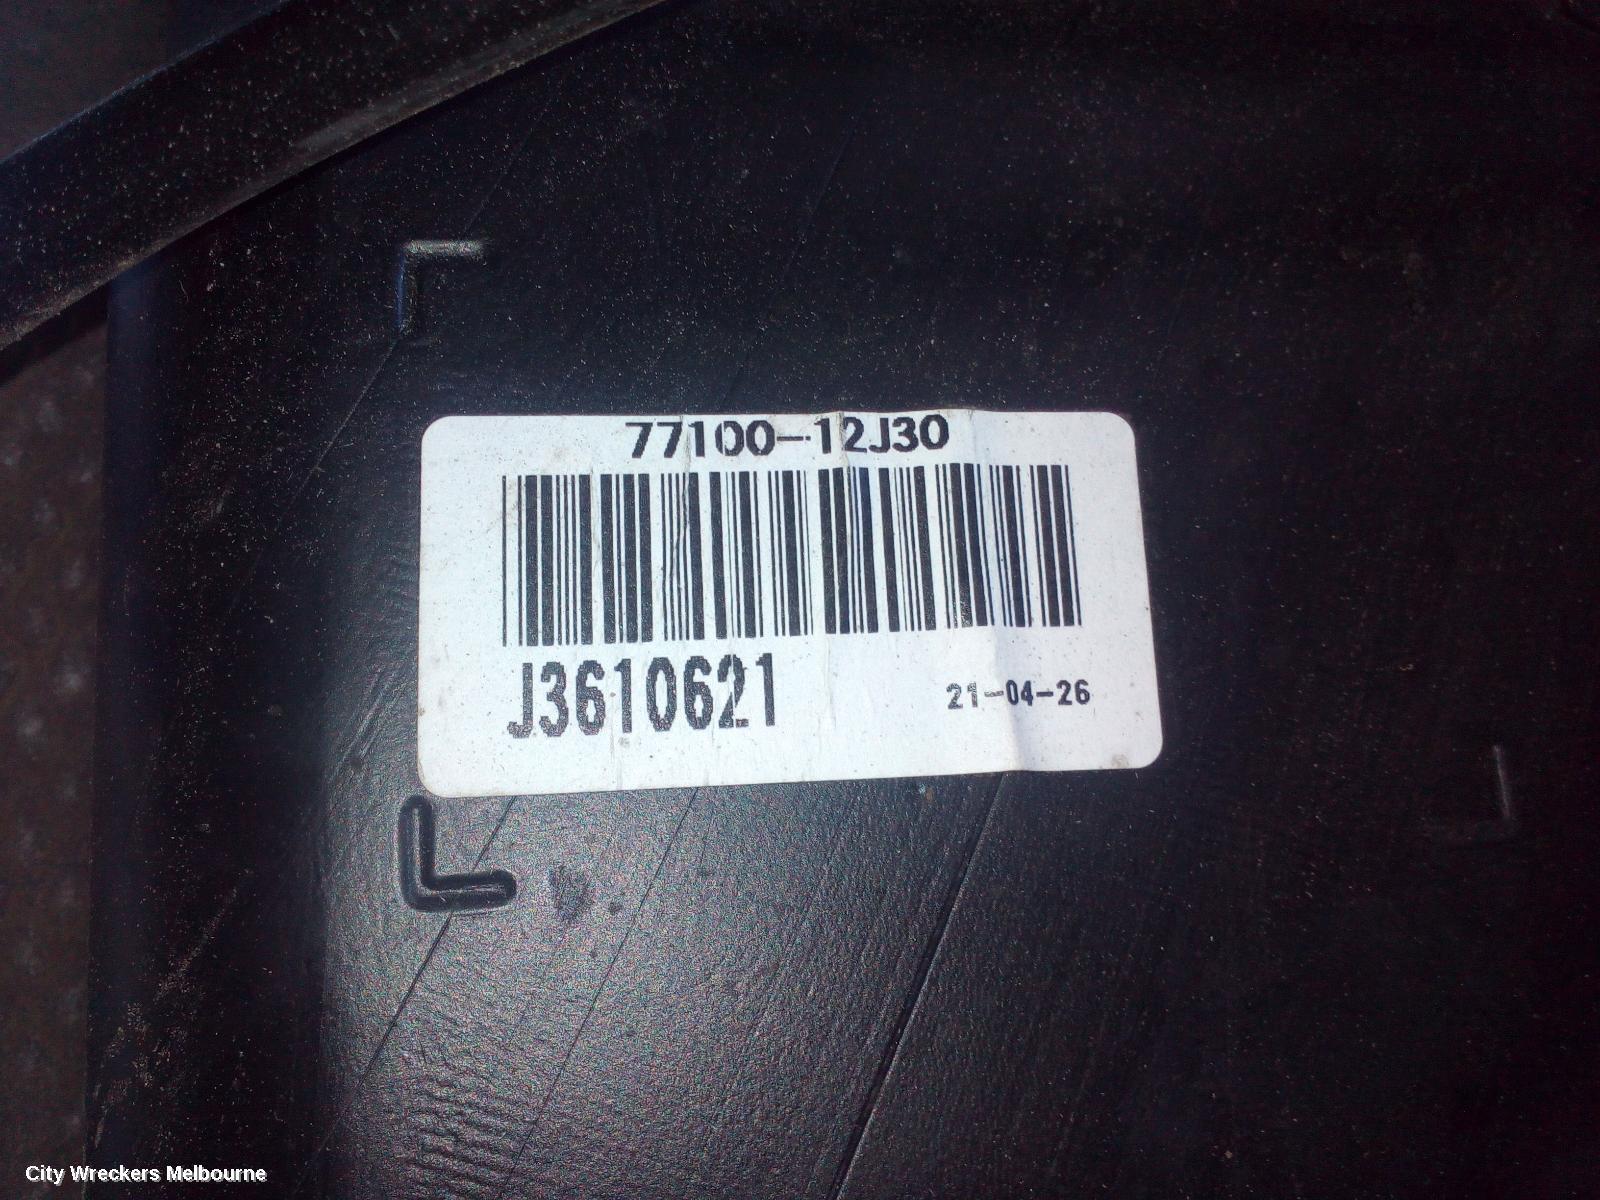 77100-12J30
J3610621
21-04-26
City Wreckers Melbourne